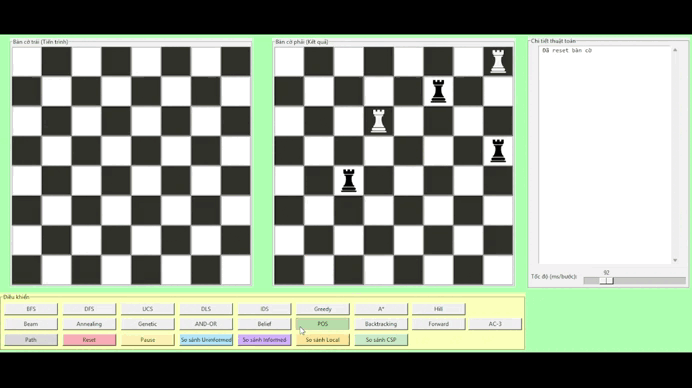 Bàn cờ trái (Tiến trình)
Bàn cờ phải (Kết quả)
Chi tiết thuật toán
Đã reset bàn cờ
Tốc độ (ms/bước):
92
Điều khiển
BFS DFS UCS DLS IDS Greedy A* Hill
Beam Annealing Genetic AND-OR Belief POS Backtracking Forward AC-3
Path Reset Pause So sánh Uninformed So sánh Informed So sánh Local So sánh CSP